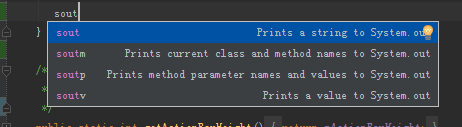 sout
} sout Prints a string to System.out
soutm Prints current class and method names to System.out
/* soutp Prints method parameter names and values to System.out
* soutv Prints a value to System.out
*/
public static int getActionBarHeight() { return mActionBarHeight; }